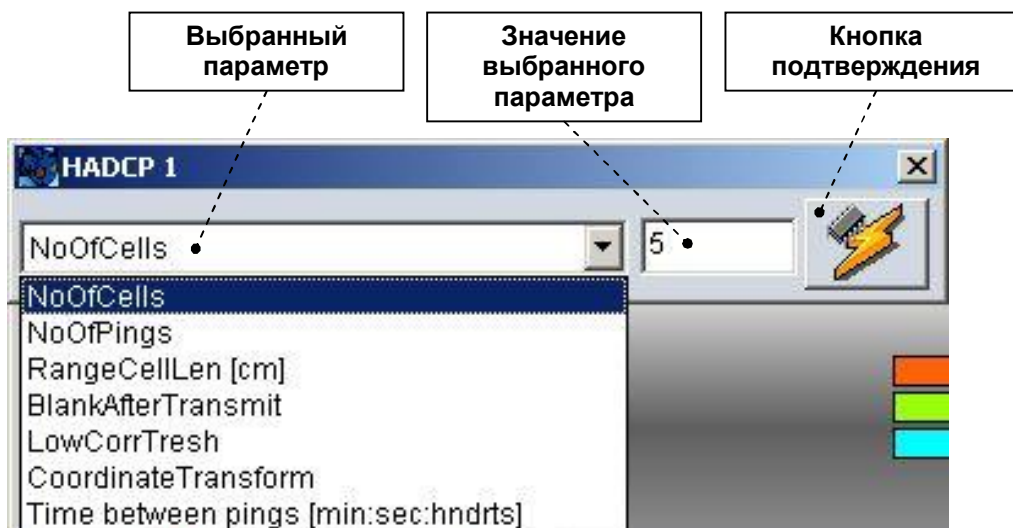 Выбранный
параметр
Значение
выбранного
параметра
Кнопка
подтверждения
HADCP 1
NoOfCells
5
NoOfCells
NoOfPings
RangeCellLen [cm]
BlankAfterTransmit
LowCorrTresh
CoordinateTransform
Time between pings [min:sec:hndrts]